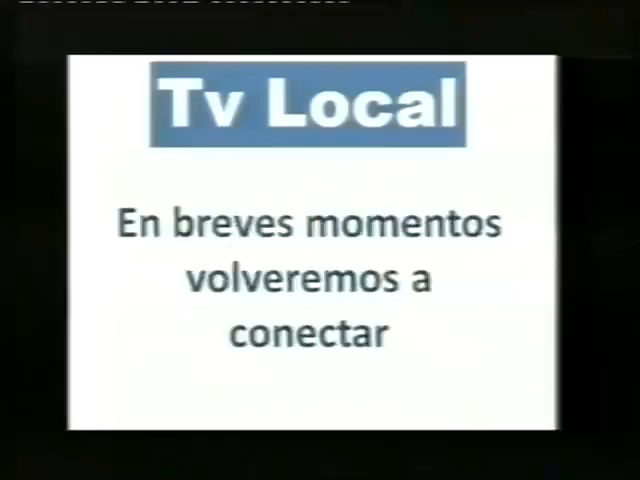 Tv Local
En breves momentos
volveremos a
conectar